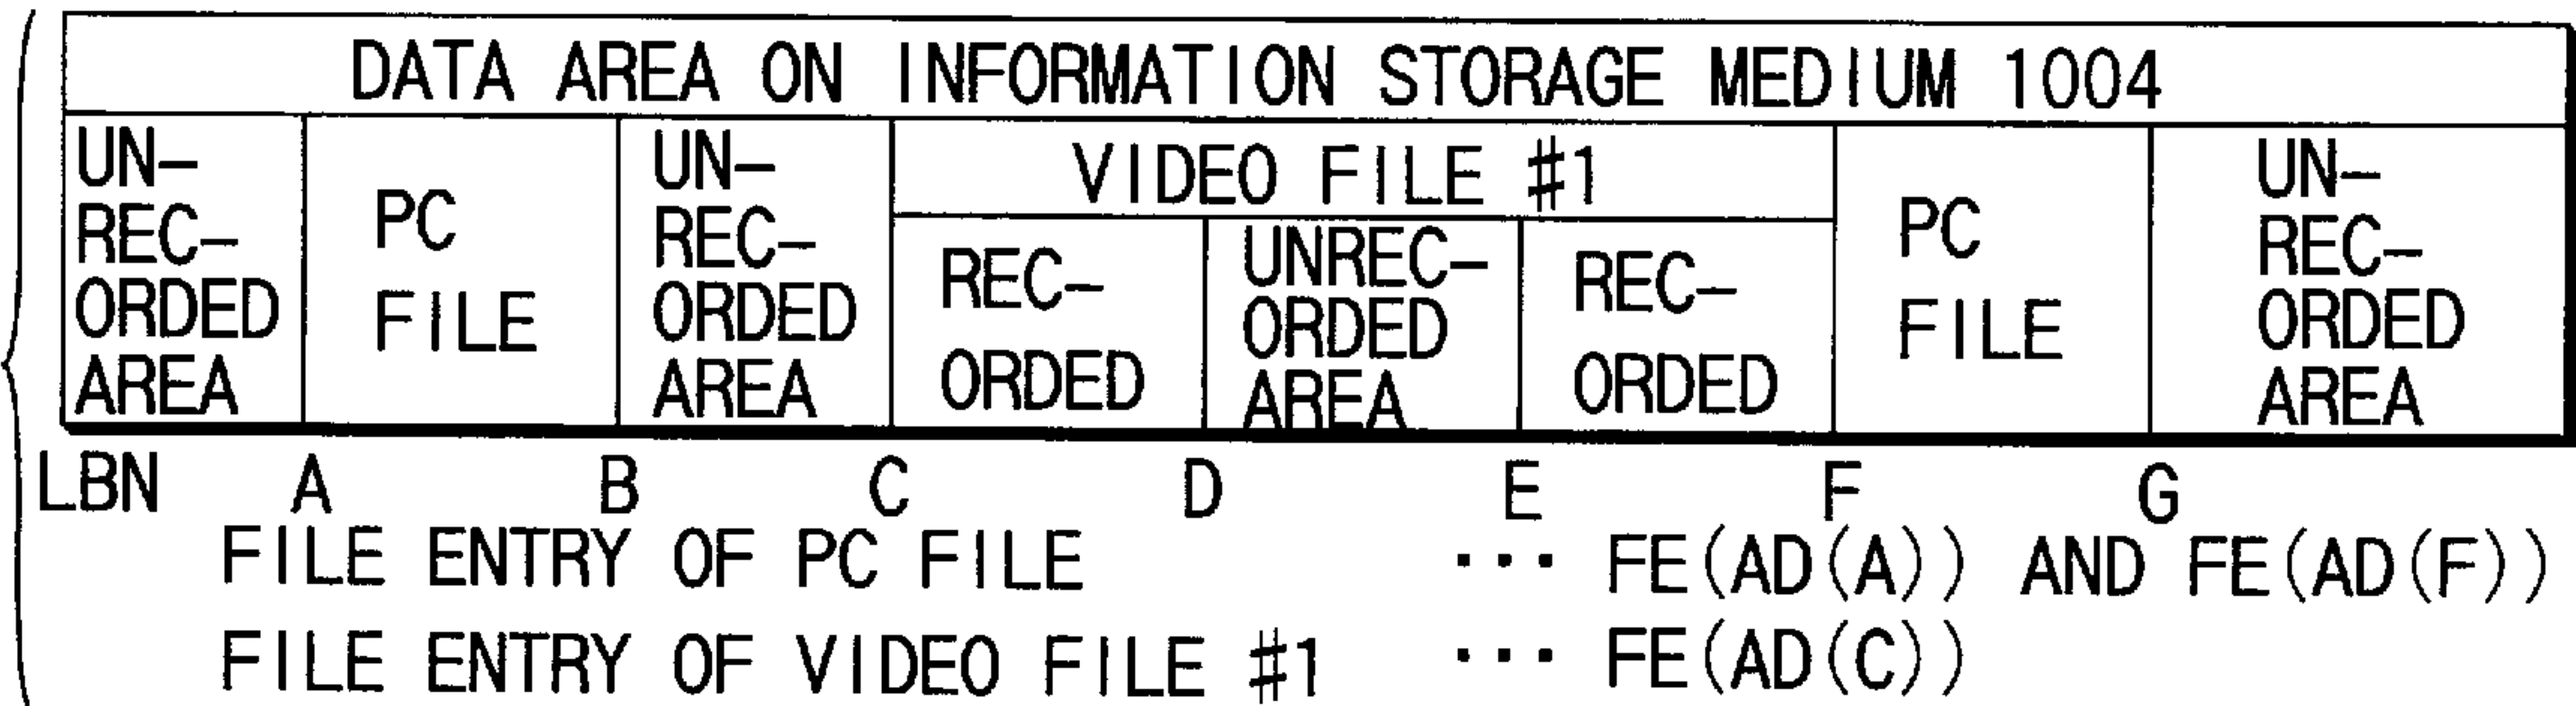 DATA AREA ON INFORMATION STORAGE MEDIUM 1004
UN-
REC-
ORDED
AREA
PC
FILE
UN-
REC-
ORDED
AREA
VIDEO FILE #1
REC-
ORDED
UNREC-
ORDED
AREA
REC-
ORDED
PC
FILE
UN-
REC-
ORDED
AREA
LBN A B C D E F G
FILE ENTRY OF PC FILE ··· FE(AD(A)) AND FE(AD(F))
FILE ENTRY OF VIDEO FILE #1 ··· FE(AD(C))